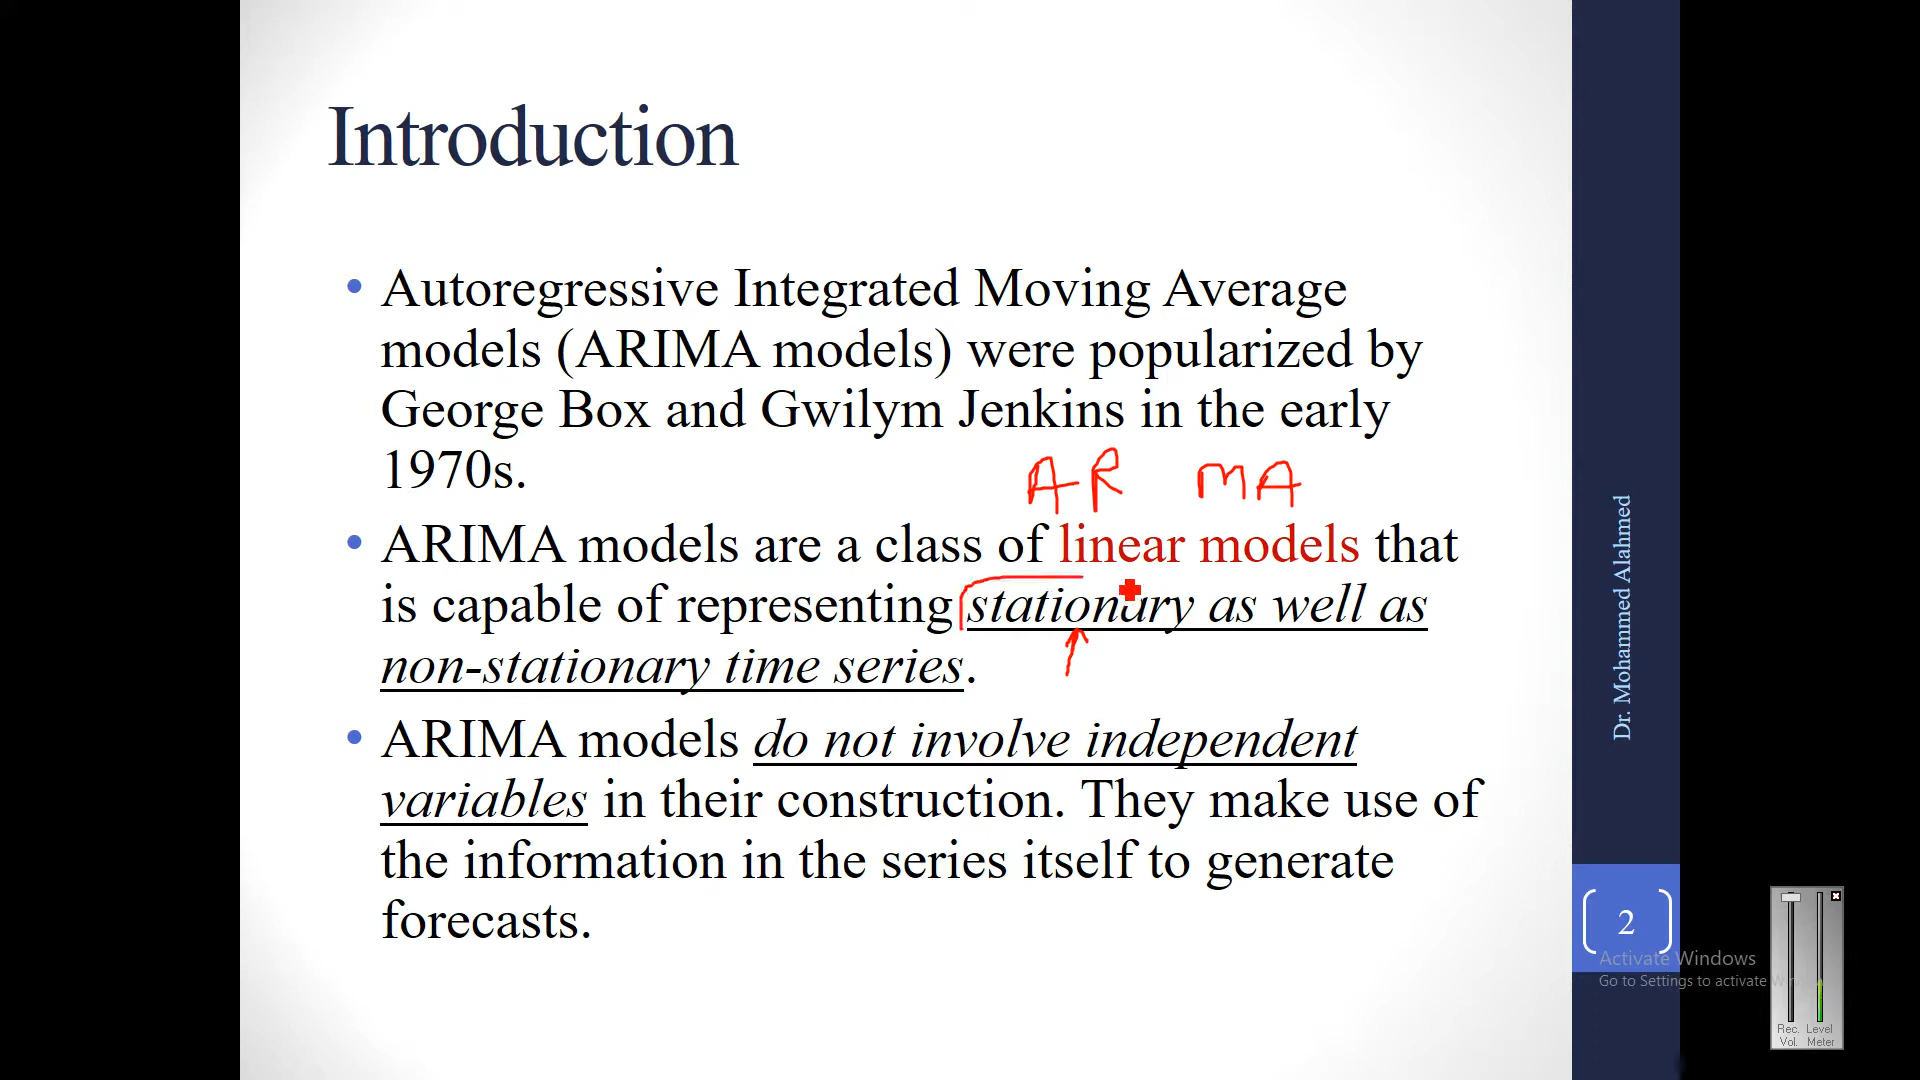 Introduction
• Autoregressive Integrated Moving Average
models (ARIMA models) were popularized by
George Box and Gwilym Jenkins in the early
1970s.
AR MA
• ARIMA models are a class of linear models that
is capable of representing stationary as well as
non-stationary time series.
• ARIMA models do not involve independent
variables in their construction. They make use of
the information in the series itself to generate
forecasts.
Dr. Mohammed Alahmed
2
Activate Windows
Go to Settings to activate
Rec. Level
Vol. Meter